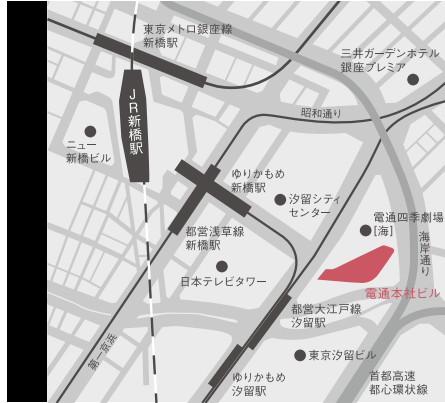 東京メトロ銀座線
新橋駅
三井ガーデンホテル
銀座プレミア
JR新橋駅
昭和通り
ニュー
新橋ビル
ゆりかもめ
新橋駅
汐留シティ
センター
電通四季劇場
[海]
海岸通り
都営浅草線
新橋駅
日本テレビタワー
電通本社ビル
都営大江戸線
汐留駅
第一京浜
東京汐留ビル
ゆりかもめ
汐留駅
首都高速
都心環状線